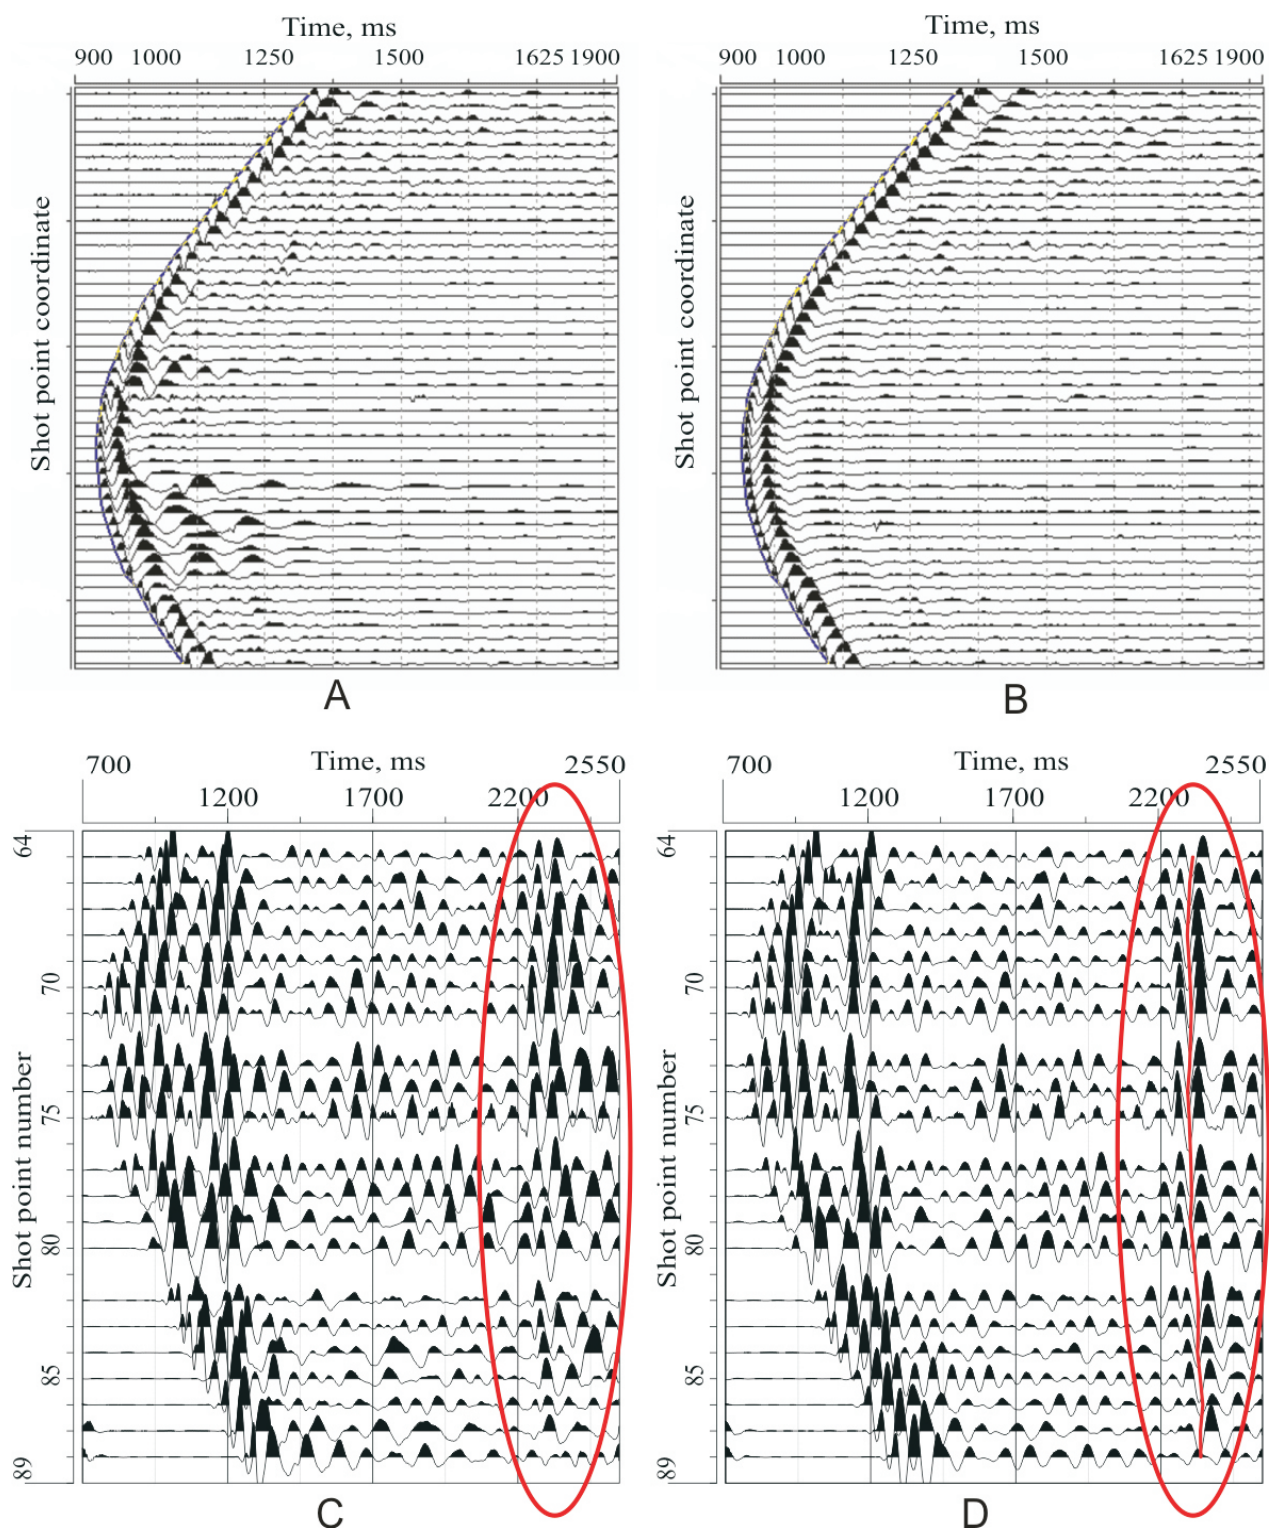 Time, ms
900 1000 1250 1500 1625 1900
Shot point coordinate
A
Time, ms
900 1000 1250 1500 1625 1900
Shot point coordinate
B
700 Time, ms 2550
1200 1700 2200
64
70
75
80
85
89
Shot point number
C
700 Time, ms 2550
1200 1700 2200
64
70
75
80
85
89
Shot point number
D